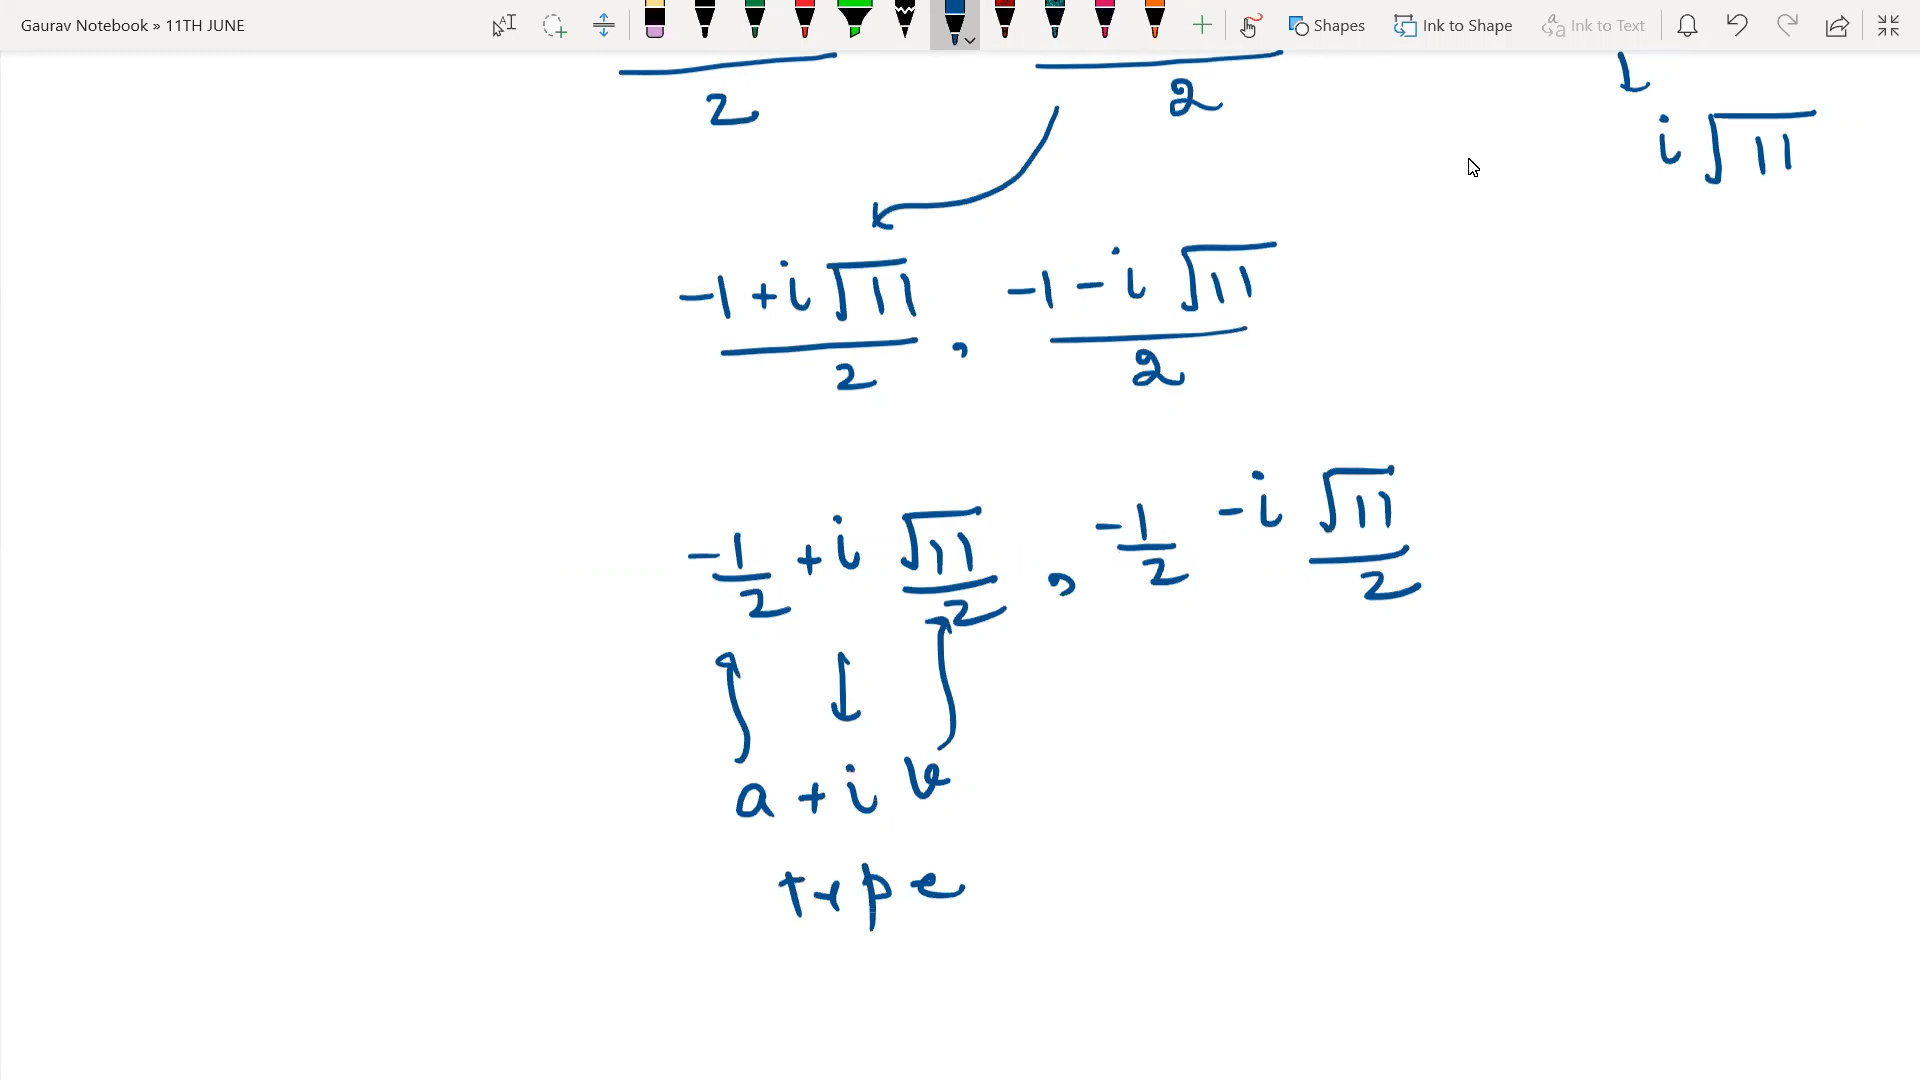 Gaurav Notebook » 11TH JUNE
Shapes
Ink to Shape
Ink to Text
2
2
i √11
-1 + i √11 / 2 , -1 - i √11 / 2
-1/2 + i √11/2 , -1/2 - i √11/2
a + i b
type